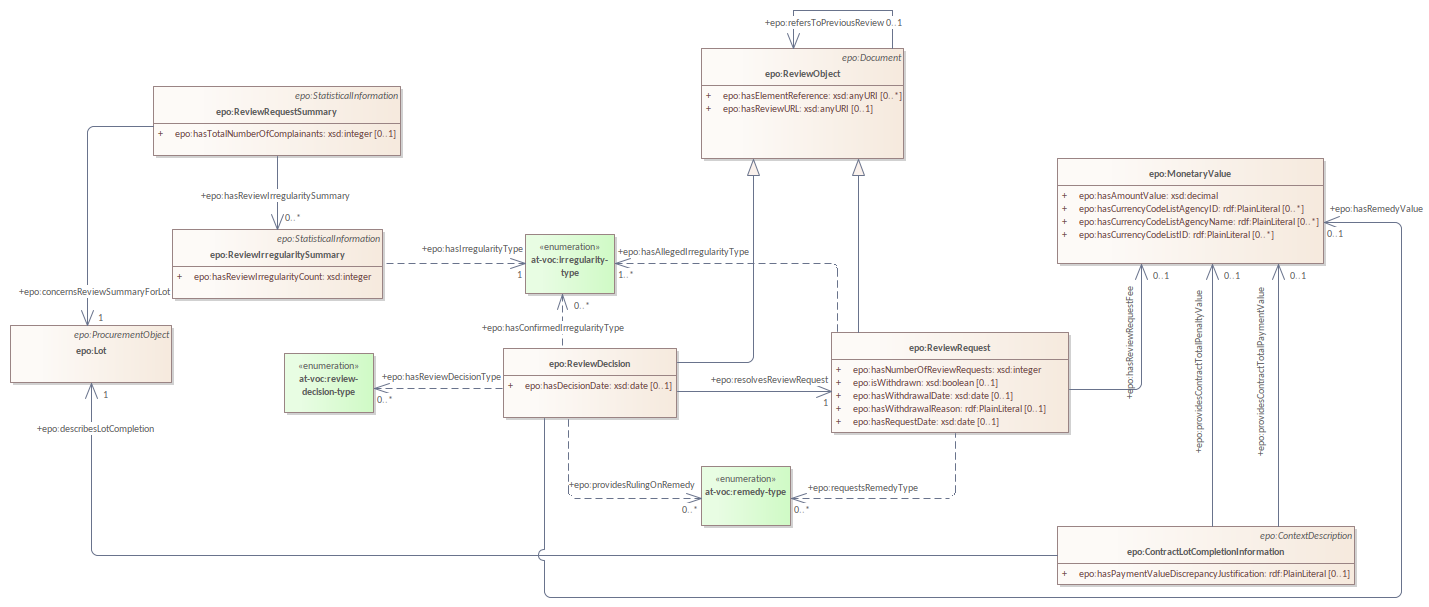 +epo:refersToPreviousReview 0..1
epo:Document
epo:ReviewObject
+ epo:hasElementReference: xsd:anyURI [0..*]
+ epo:hasReviewURL: xsd:anyURI [0..1]
epo:StatisticalInformation
epo:ReviewRequestSummary
+ epo:hasTotalNumberOfComplainants: xsd:integer [0..1]
+epo:hasReviewIrregularitySummary
0..*
epo:StatisticalInformation
epo:ReviewIrregularitySummary
+ epo:hasReviewIrregularityCount: xsd:integer
+epo:hasIrregularityType
1
«enumeration»
at-voc:irregularity-
type
+epo:hasAllegedIrregularityType
1..*
epo:MonetaryValue
+ epo:hasAmountValue: xsd:decimal
+ epo:hasCurrencyCodeListAgencyID: rdf:PlainLiteral [0..*]
+ epo:hasCurrencyCodeListAgencyName: rdf:PlainLiteral [0..*]
+ epo:hasCurrencyCodeListID: rdf:PlainLiteral [0..*]
+epo:hasRemedyValue
0..1
+epo:concernsReviewSummaryForLot
1
epo:ProcurementObject
epo:Lot
0..*
+epo:hasConfirmedIrregularityType
«enumeration»
at-voc:review-
decision-type
+epo:hasReviewDecisionType
0..*
epo:ReviewDecision
+ epo:hasDecisionDate: xsd:date [0..1]
+epo:resolvesReviewRequest
1
epo:ReviewRequest
+ epo:hasNumberOfReviewRequests: xsd:integer
+ epo:isWithdrawn: xsd:boolean [0..1]
+ epo:hasWithdrawalDate: xsd:date [0..1]
+ epo:hasWithdrawalReason: rdf:PlainLiteral [0..1]
+ epo:hasRequestDate: xsd:date [0..1]
0..1
+epo:hasReviewRequestFee
0..1
+epo:providesContractTotalPenaltyValue
0..1
+epo:providesContractTotalPaymentValue
1
+epo:describesLotCompletion
+epo:providesRulingOnRemedy
0..*
«enumeration»
at-voc:remedy-type
+epo:requestsRemedyType
0..*
epo:ContextDescription
epo:ContractLotCompletionInformation
+ epo:hasPaymentValueDiscrepancyJustification: rdf:PlainLiteral [0..1]